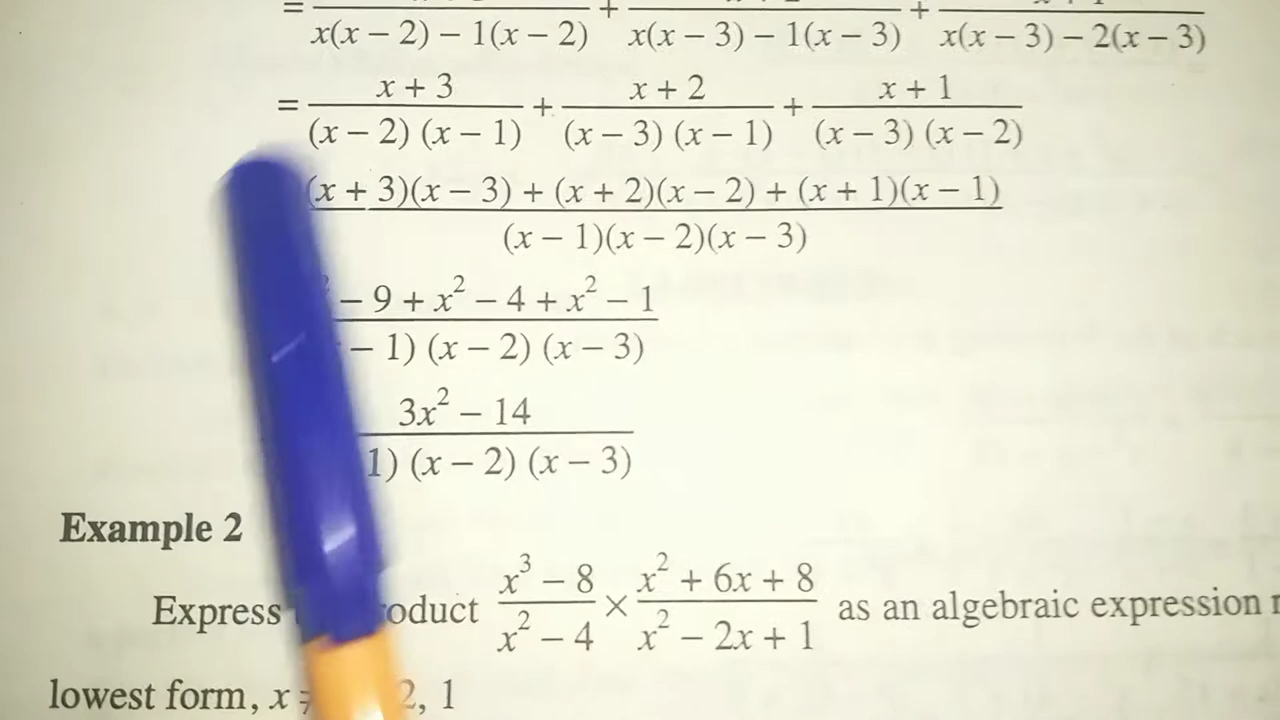 = / x(x − 2) − 1(x − 2) + / x(x − 3) − 1(x − 3) + / x(x − 3) − 2(x − 3)
= x + 3 / (x − 2) (x − 1) + x + 2 / (x − 3) (x − 1) + x + 1 / (x − 3) (x − 2)
(x + 3)(x − 3) + (x + 2)(x − 2) + (x + 1)(x − 1) / (x − 1)(x − 2)(x − 3)
− 9 + x² − 4 + x² − 1 / − 1) (x − 2) (x − 3)
3x² − 14 / 1) (x − 2) (x − 3)
Example 2
Express oduct x³ − 8 / x² − 4 × x² + 6x + 8 / x² − 2x + 1 as an algebraic expression
lowest form, x 2, 1